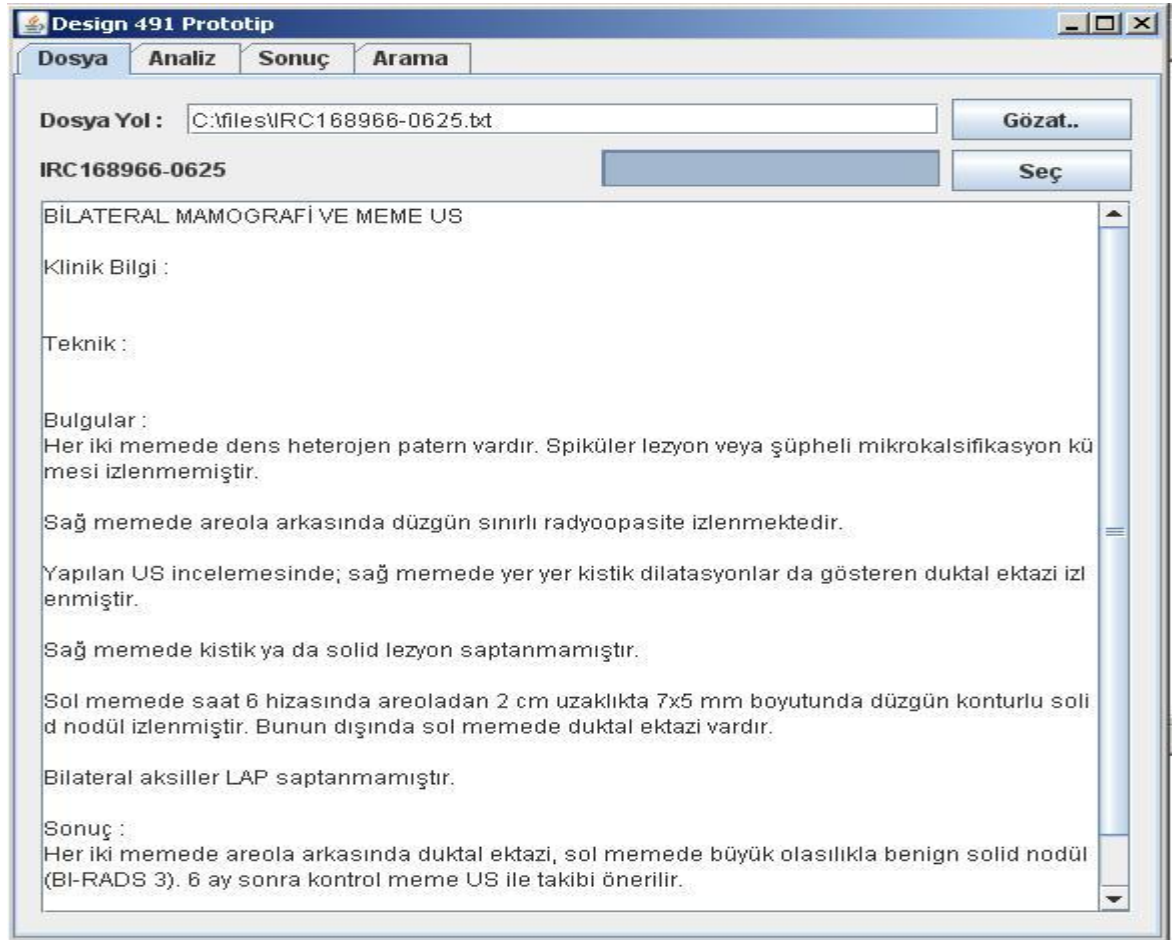 Design 491 Prototip
Dosya Analiz Sonuç Arama
Dosya Yol : C:\files\IRC168966-0625.txt Gözat..
IRC168966-0625 Seç
BİLATERAL MAMOGRAFİ VE MEME US
Klinik Bilgi :
Teknik :
Bulgular :
Her iki memede dens heterojen patern vardır. Spiküler lezyon veya şüpheli mikrokalsifikasyon kü
mesi izlenmemiştir.
Sağ memede areola arkasında düzgün sınırlı radyoopasite izlenmektedir.
Yapılan US incelemesinde; sağ memede yer yer kistik dilatasyonlar da gösteren duktal ektazi izl
enmiştir.
Sağ memede kistik ya da solid lezyon saptanmamıştır.
Sol memede saat 6 hizasında areoladan 2 cm uzaklıkta 7x5 mm boyutunda düzgün konturlu soli
d nodül izlenmiştir. Bunun dışında sol memede duktal ektazi vardır.
Bilateral aksiller LAP saptanmamıştır.
Sonuç :
Her iki memede areola arkasında duktal ektazi, sol memede büyük olasılıkla benign solid nodül
(BI-RADS 3). 6 ay sonra kontrol meme US ile takibi önerilir.